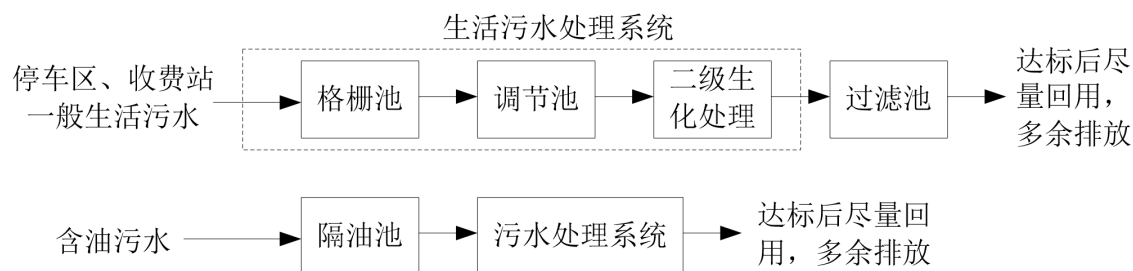 生活污水处理系统
停车区、收费站
一般生活污水
格栅池
调节池
二级生
化处理
过滤池
达标后尽
量回用，
多余排放
含油污水
隔油池
污水处理系统
达标后尽量回
用，多余排放